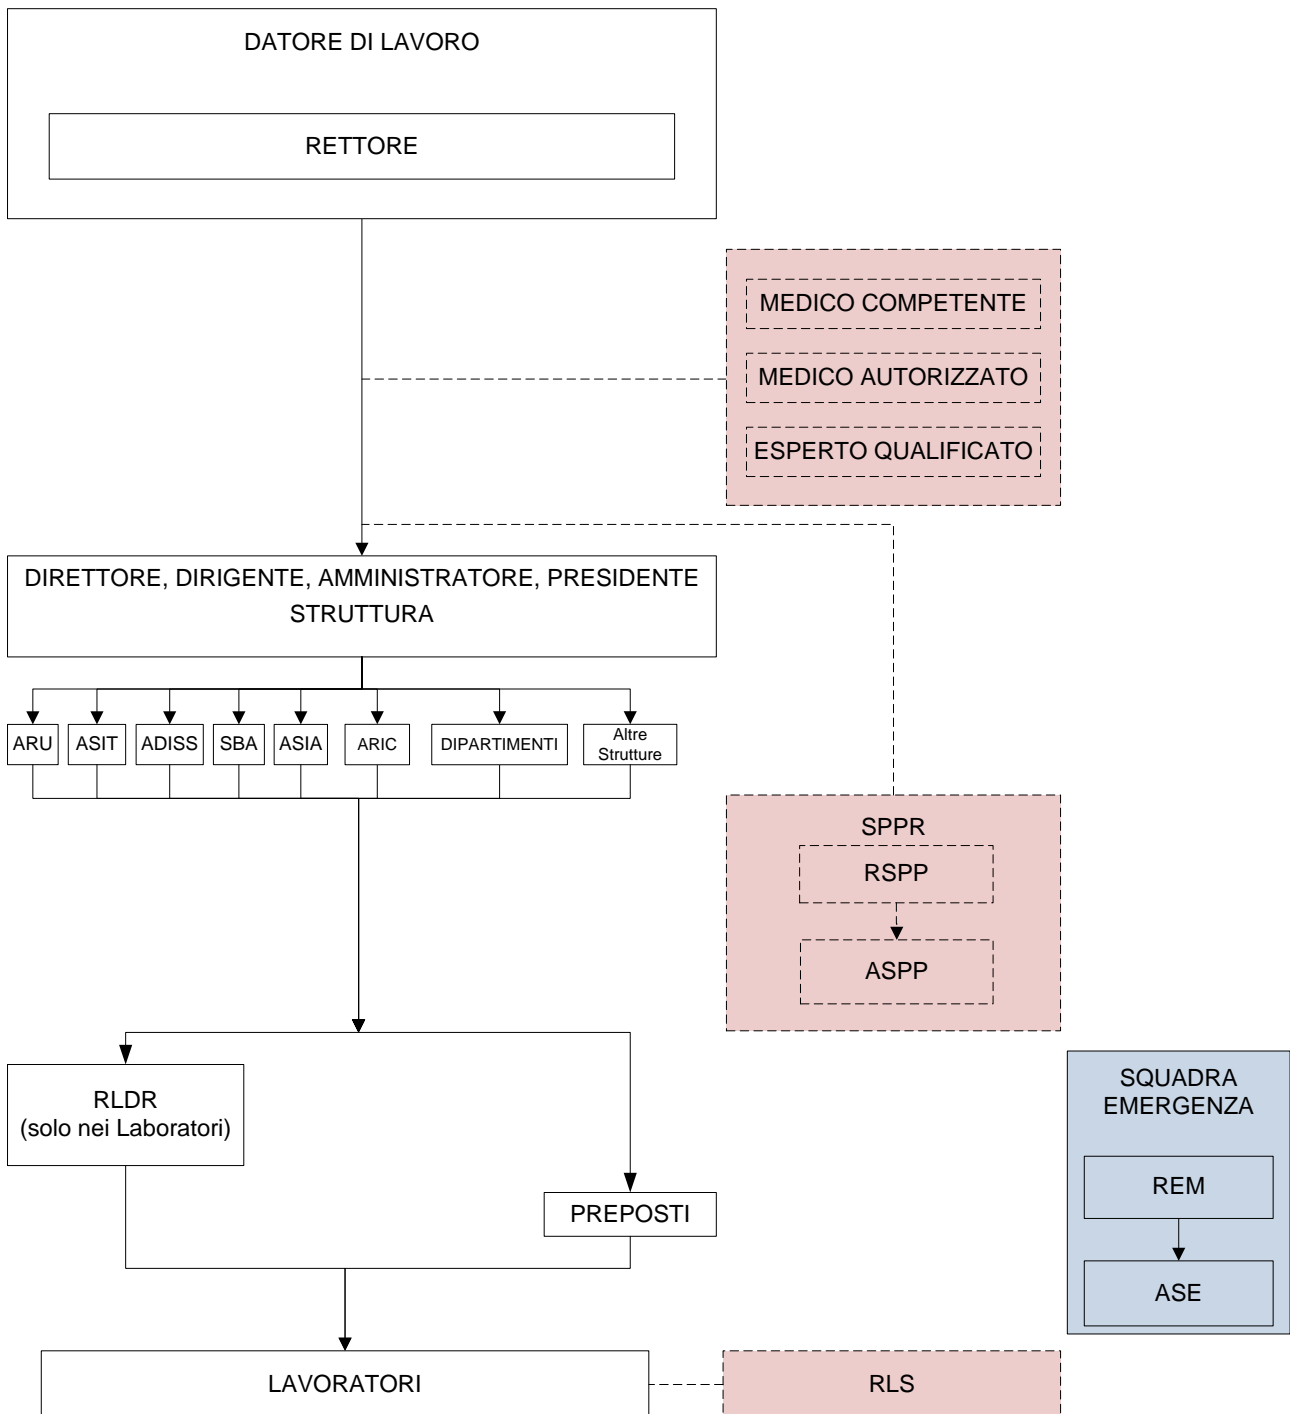 DATORE DI LAVORO
RETTORE
MEDICO COMPETENTE
MEDICO AUTORIZZATO
ESPERTO QUALIFICATO
DIRETTORE, DIRIGENTE, AMMINISTRATORE, PRESIDENTE
STRUTTURA
ARU
ASIT
ADISS
SBA
ASIA
ARIC
DIPARTIMENTI
Altre
Strutture
SPPR
RSPP
ASPP
RLDR
(solo nei Laboratori)
PREPOSTI
SQUADRA
EMERGENZA
REM
ASE
LAVORATORI
RLS